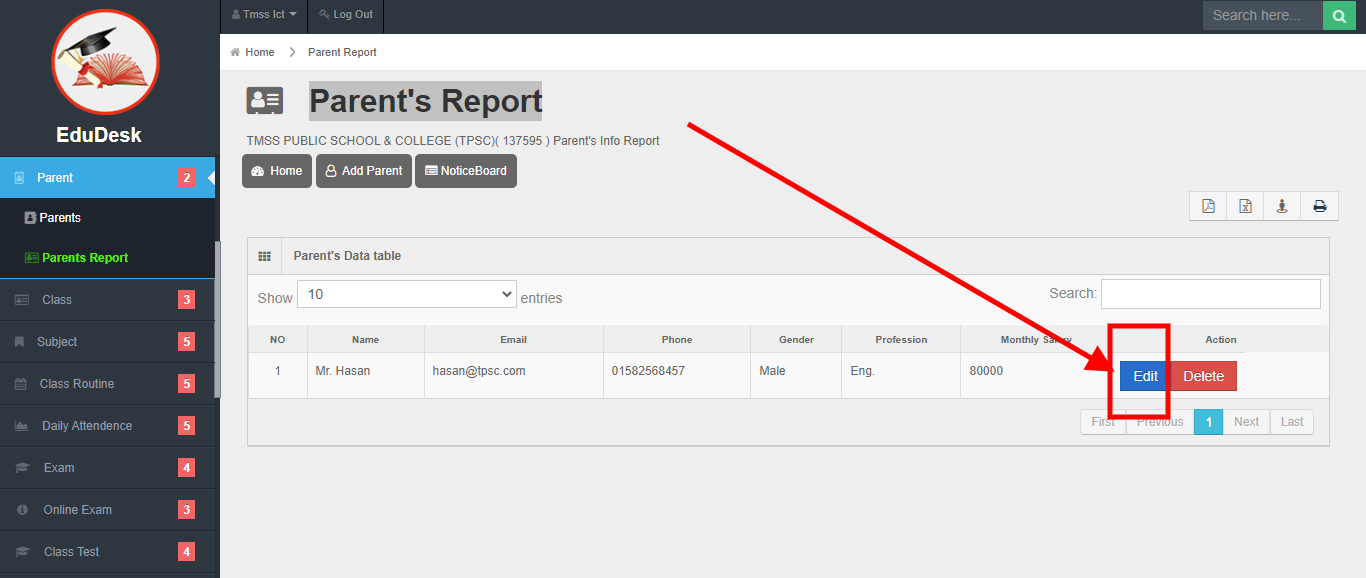 Tmss Ict
Log Out
Search here...
Home
Parent Report
EduDesk
Parent 2
Parents
Parents Report
Class 3
Subject 5
Class Routine 5
Daily Attendence 5
Exam 4
Online Exam 3
Class Test 4
Parent's Report
TMSS PUBLIC SCHOOL & COLLEGE (TPSC)( 137595 ) Parent's Info Report
Home Add Parent NoticeBoard
Parent's Data table
Show 10 entries
Search:
NO Name Email Phone Gender Profession Monthly Salary Action
1 Mr. Hasan hasan@tpsc.com 01582568457 Male Eng. 80000 Edit Delete
First Previous 1 Next Last